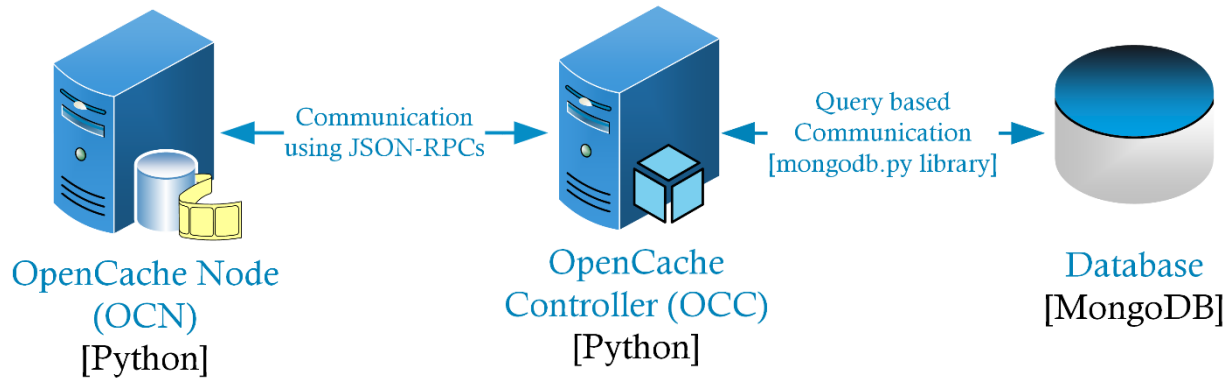 Communication
using JSON-RPCs
Query based
Communication
[mongodb.py library]
OpenCache Node
(OCN)
[Python]
OpenCache
Controller (OCC)
[Python]
Database
[MongoDB]